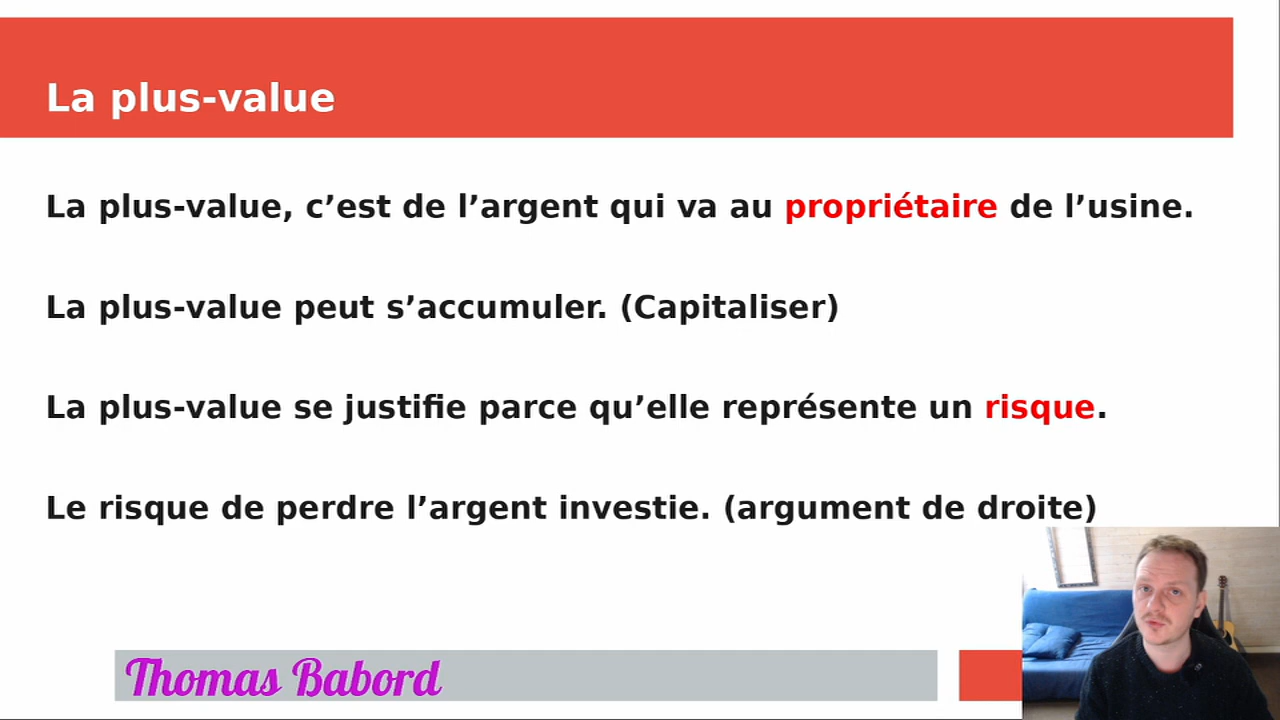 La plus-value
La plus-value, c’est de l’argent qui va au propriétaire de l’usine.
La plus-value peut s’accumuler. (Capitaliser)
La plus-value se justifie parce qu’elle représente un risque.
Le risque de perdre l’argent investie. (argument de droite)
Thomas Babord